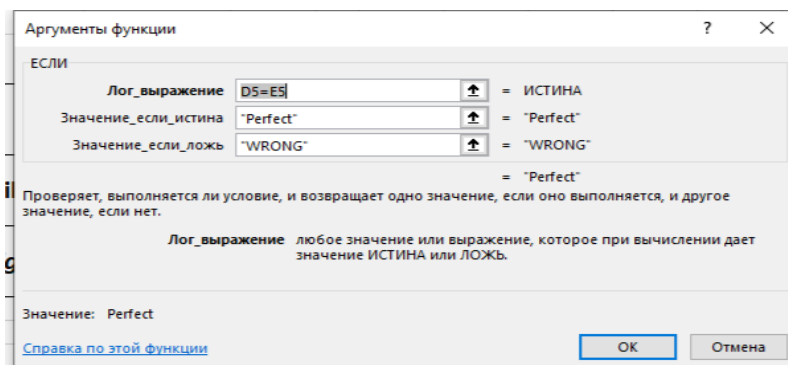 Аргументы функции ?
ЕСЛИ
Лог_выражение D5=E5 = ИСТИНА
Значение_если_истина "Perfect" = "Perfect"
Значение_если_ложь "WRONG" = "WRONG"
= "Perfect"
Проверяет, выполняется ли условие, и возвращает одно значение, если оно выполняется, и другое
значение, если нет.
Лог_выражение любое значение или выражение, которое при вычислении дает
значение ИСТИНА или ЛОЖЬ.
Значение: Perfect
Справка по этой функции ОК Отмена